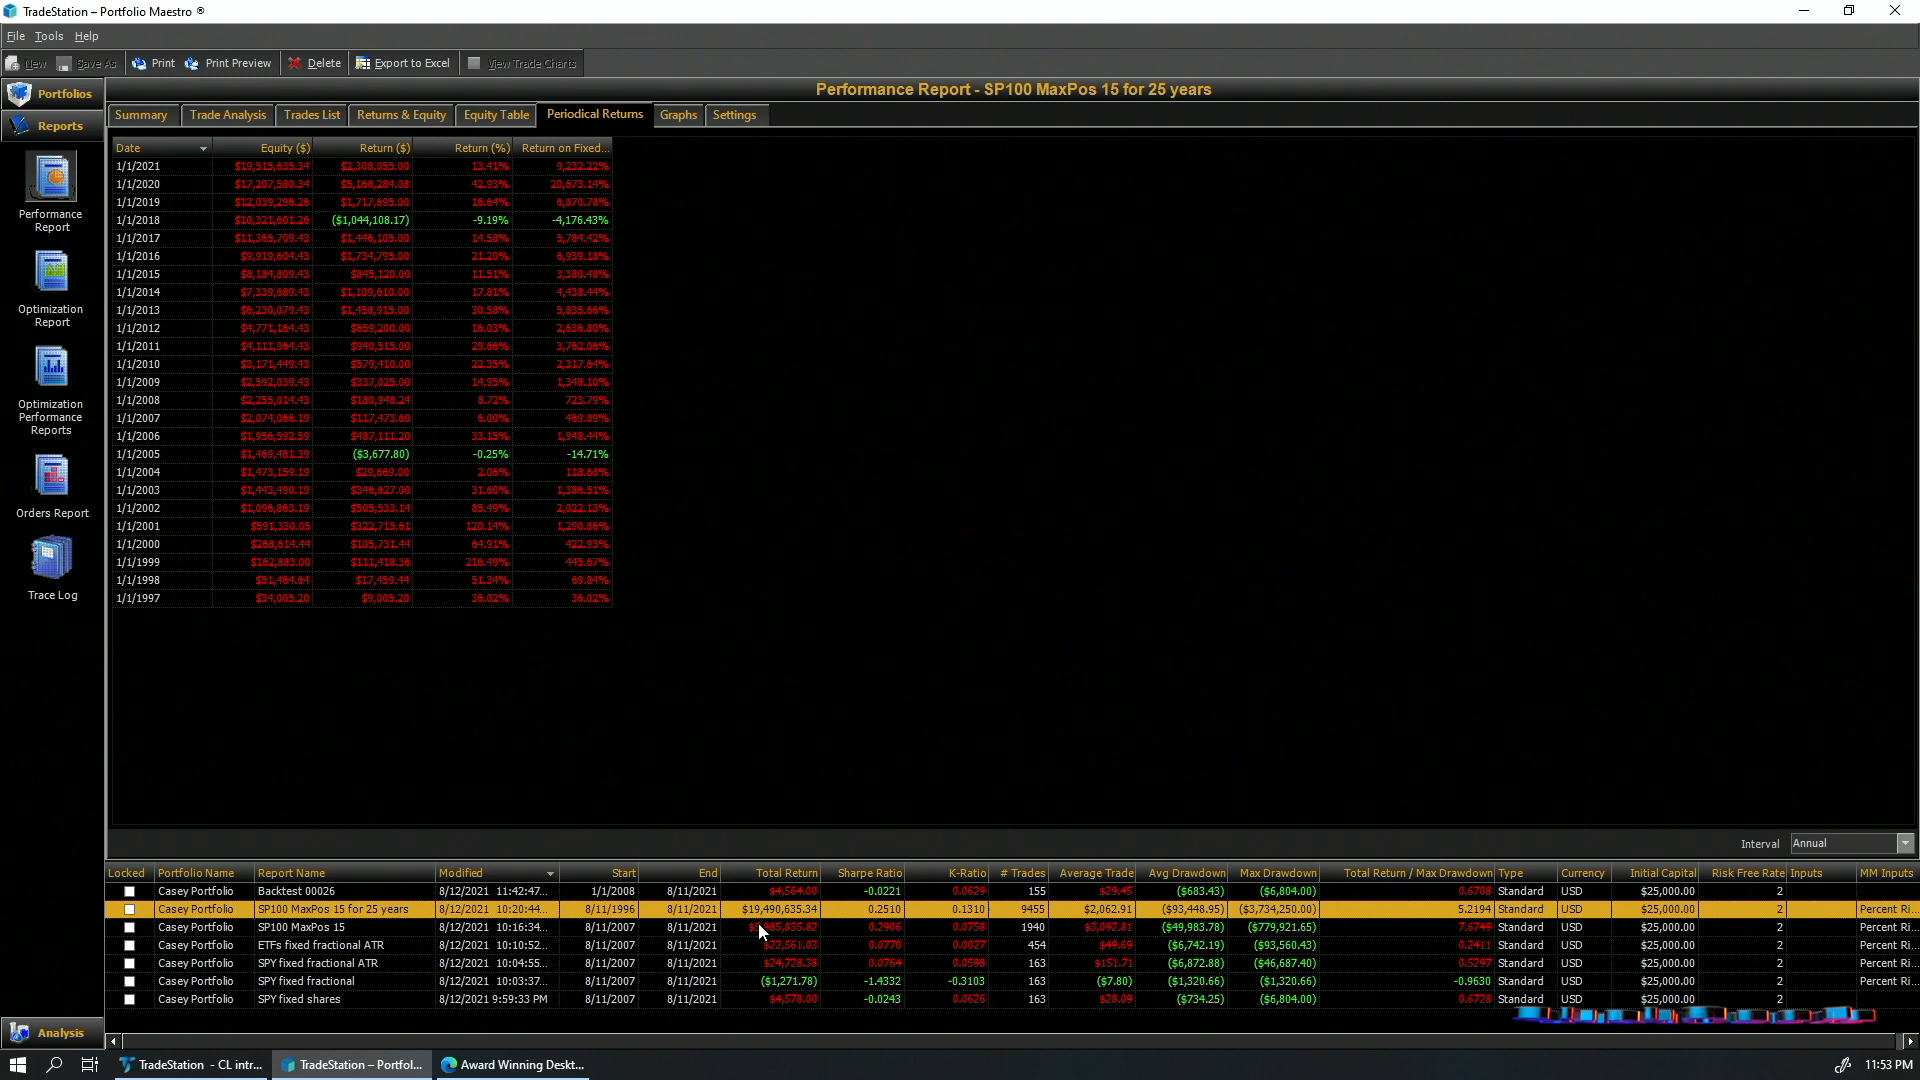 TradeStation – Portfolio Maestro ®
File Tools Help
New Save As Print Print Preview Delete Export to Excel View Trade Charts
Portfolios
Performance Report - SP100 MaxPos 15 for 25 years
Reports
Summary Trade Analysis Trades List Returns & Equity Equity Table Periodical Returns Graphs Settings
Date Equity ($) Return ($) Return (%) Return on Fixed...
1/1/2021 $19,515,635.34 $2,308,055.00 13.41% 9,232.22%
1/1/2020 $17,207,580.34 $5,168,284.08 42.93% 20,673.14%
1/1/2019 $12,039,296.26 $1,717,695.00 16.64% 6,870.78%
1/1/2018 $10,321,601.26 ($1,044,108.17) -9.19% -4,176.43%
1/1/2017 $11,365,709.43 $1,446,105.00 14.58% 5,784.42%
1/1/2016 $9,919,604.43 $1,734,795.00 21.20% 6,939.18%
1/1/2015 $8,184,809.43 $845,120.00 11.51% 3,380.48%
1/1/2014 $7,339,689.43 $1,109,610.00 17.81% 4,438.44%
1/1/2013 $6,230,079.43 $1,458,915.00 30.58% 5,835.66%
1/1/2012 $4,771,164.43 $659,200.00 16.03% 2,636.80%
1/1/2011 $4,111,964.43 $940,515.00 29.66% 3,762.06%
1/1/2010 $3,171,449.43 $579,410.00 22.35% 2,317.64%
1/1/2009 $2,592,039.43 $337,025.00 14.95% 1,348.10%
1/1/2008 $2,255,014.43 $180,948.24 8.72% 723.79%
1/1/2007 $2,074,066.19 $117,473.60 6.00% 469.89%
1/1/2006 $1,956,592.59 $487,111.20 33.15% 1,948.44%
1/1/2005 $1,469,481.39 ($3,677.80) -0.25% -14.71%
1/1/2004 $1,473,159.19 $29,669.00 2.06% 118.68%
1/1/2003 $1,443,490.19 $346,627.00 31.60% 1,386.51%
1/1/2002 $1,096,863.19 $505,533.14 85.49% 2,022.13%
1/1/2001 $591,330.05 $322,715.61 120.14% 1,290.86%
1/1/2000 $268,614.44 $105,731.44 64.91% 422.93%
1/1/1999 $162,883.00 $111,418.36 216.49% 445.67%
1/1/1998 $51,464.64 $17,459.44 51.34% 69.84%
1/1/1997 $34,005.20 $9,005.20 36.02% 36.02%
Performance
Report
Optimization
Report
Optimization
Performance
Reports
Orders Report
Trace Log
Interval Annual
Locked Portfolio Name Report Name Modified Start End Total Return Sharpe Ratio K-Ratio # Trades Average Trade Avg Drawdown Max Drawdown Total Return / Max Drawdown Type Currency Initial Capital Risk Free Rate Inputs MM Inputs
Casey Portfolio Backtest 00026 8/12/2021 11:42:47... 1/1/2008 8/11/2021 $4,564.00 -0.0221 0.0629 155 $29.45 ($683.43) ($6,804.00) 0.6708 Standard USD $25,000.00 2
Casey Portfolio SP100 MaxPos 15 for 25 years 8/12/2021 10:20:44... 8/11/1996 8/11/2021 $19,490,635.34 0.2510 0.1310 9455 $2,062.91 ($93,448.95) ($3,734,250.00) 5.2194 Standard USD $25,000.00 2 Percent Ri...
Casey Portfolio SP100 MaxPos 15 8/12/2021 10:16:34... 8/11/2007 8/11/2021 0.2906 0.0758 1940 $3,092.81 ($49,983.78) ($779,921.65) 7.6749 Standard USD $25,000.00 2 Percent Ri...
Casey Portfolio ETFs fixed fractional ATR 8/12/2021 10:10:52... 8/11/2007 8/11/2021 $22,561.03 0.0770 0.0027 454 $49.69 ($6,742.19) ($93,560.43) 0.2411 Standard USD $25,000.00 2 Percent Ri...
Casey Portfolio SPY fixed fractional ATR 8/12/2021 10:04:55... 8/11/2007 8/11/2021 $24,728.38 0.0764 0.0598 163 $151.71 ($6,872.88) ($46,687.40) 0.5297 Standard USD $25,000.00 2 Percent Ri...
Casey Portfolio SPY fixed fractional 8/12/2021 10:03:37... 8/11/2007 8/11/2021 ($1,271.78) -1.4332 -0.3103 163 ($7.80) ($1,320.66) ($1,320.66) -0.9630 Standard USD $25,000.00 2 Percent Ri...
Casey Portfolio SPY fixed shares 8/12/2021 9:59:33 PM 8/11/2007 8/11/2021 $4,578.00 -0.0243 0.0626 163 $28.09 ($734.25) ($6,804.00) 0.6728 Standard USD $25,000.00 2
Analysis
TradeStation - CL intr... TradeStation – Portfol... Award Winning Deskt... 11:53 PM